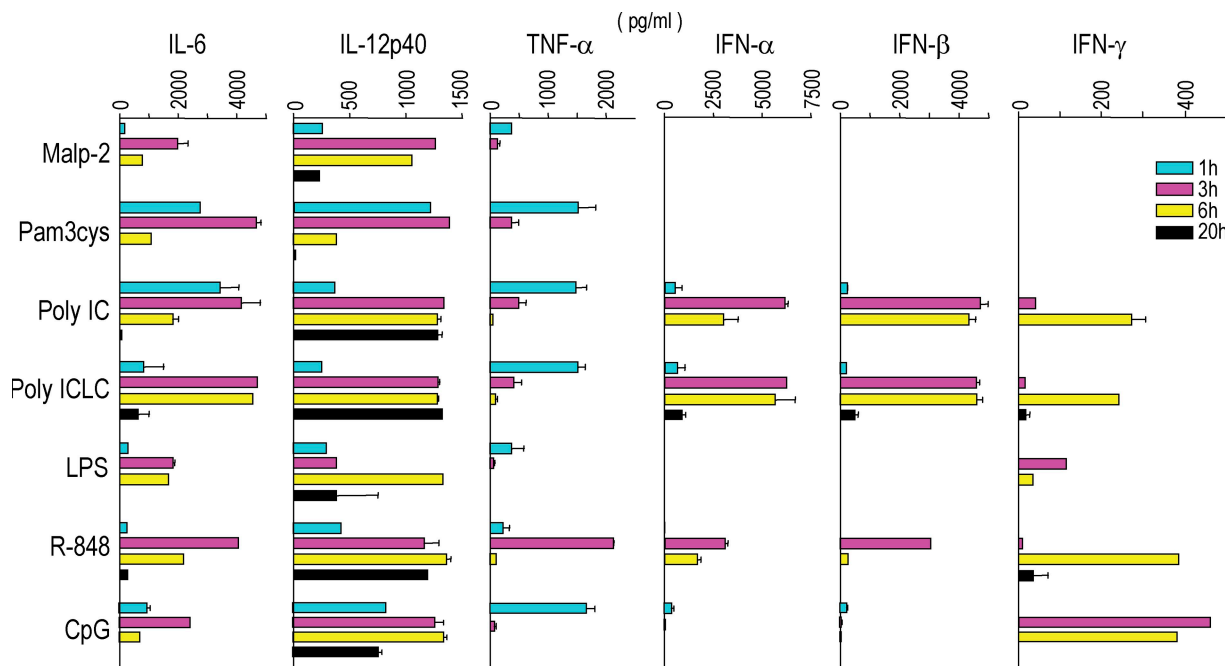 ( pg/ml )
IL-6 IL-12p40 TNF-α IFN-α IFN-β IFN-γ
0 2000 4000 0 500 1000 1500 0 1000 2000 0 2500 5000 7500 0 2000 4000 0 200 400
Malp-2
1h
3h
6h
20h
Pam3cys
Poly IC
Poly ICLC
LPS
R-848
CpG